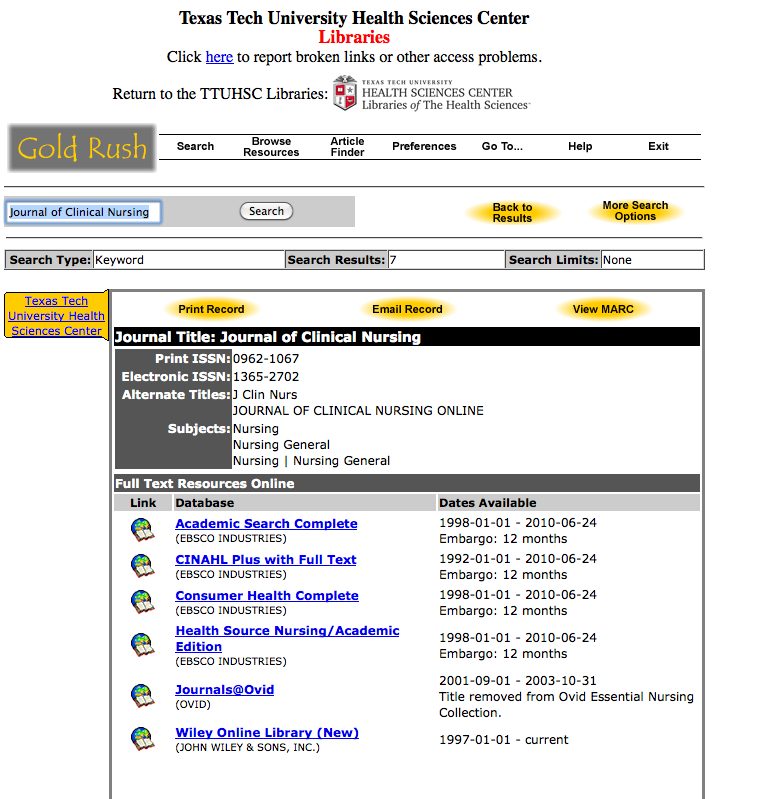 Texas Tech University Health Sciences Center
Libraries
Click here to report broken links or other access problems.
Return to the TTUHSC Libraries:
TEXAS TECH UNIVERSITY
HEALTH SCIENCES CENTER
Libraries of The Health Sciences
Gold Rush
Search
Browse Resources
Article Finder
Preferences
Go To...
Help
Exit
Journal of Clinical Nursing
Search
Back to Results
More Search Options
Search Type: Keyword
Search Results: 7
Search Limits: None
Texas Tech
University Health
Sciences Center
Print Record
Email Record
View MARC
Journal Title: Journal of Clinical Nursing
Print ISSN: 0962-1067
Electronic ISSN: 1365-2702
Alternate Titles: J Clin Nurs
JOURNAL OF CLINICAL NURSING ONLINE
Subjects: Nursing
Nursing General
Nursing | Nursing General
Full Text Resources Online
Link Database Dates Available
Academic Search Complete
(EBSCO INDUSTRIES)
1998-01-01 - 2010-06-24
Embargo: 12 months
CINAHL Plus with Full Text
(EBSCO INDUSTRIES)
1992-01-01 - 2010-06-24
Embargo: 12 months
Consumer Health Complete
(EBSCO INDUSTRIES)
1998-01-01 - 2010-06-24
Embargo: 12 months
Health Source Nursing/Academic
Edition
(EBSCO INDUSTRIES)
1998-01-01 - 2010-06-24
Embargo: 12 months
Journals@Ovid
(OVID)
2001-09-01 - 2003-10-31
Title removed from Ovid Essential Nursing
Collection.
Wiley Online Library (New)
(JOHN WILEY & SONS, INC.)
1997-01-01 - current